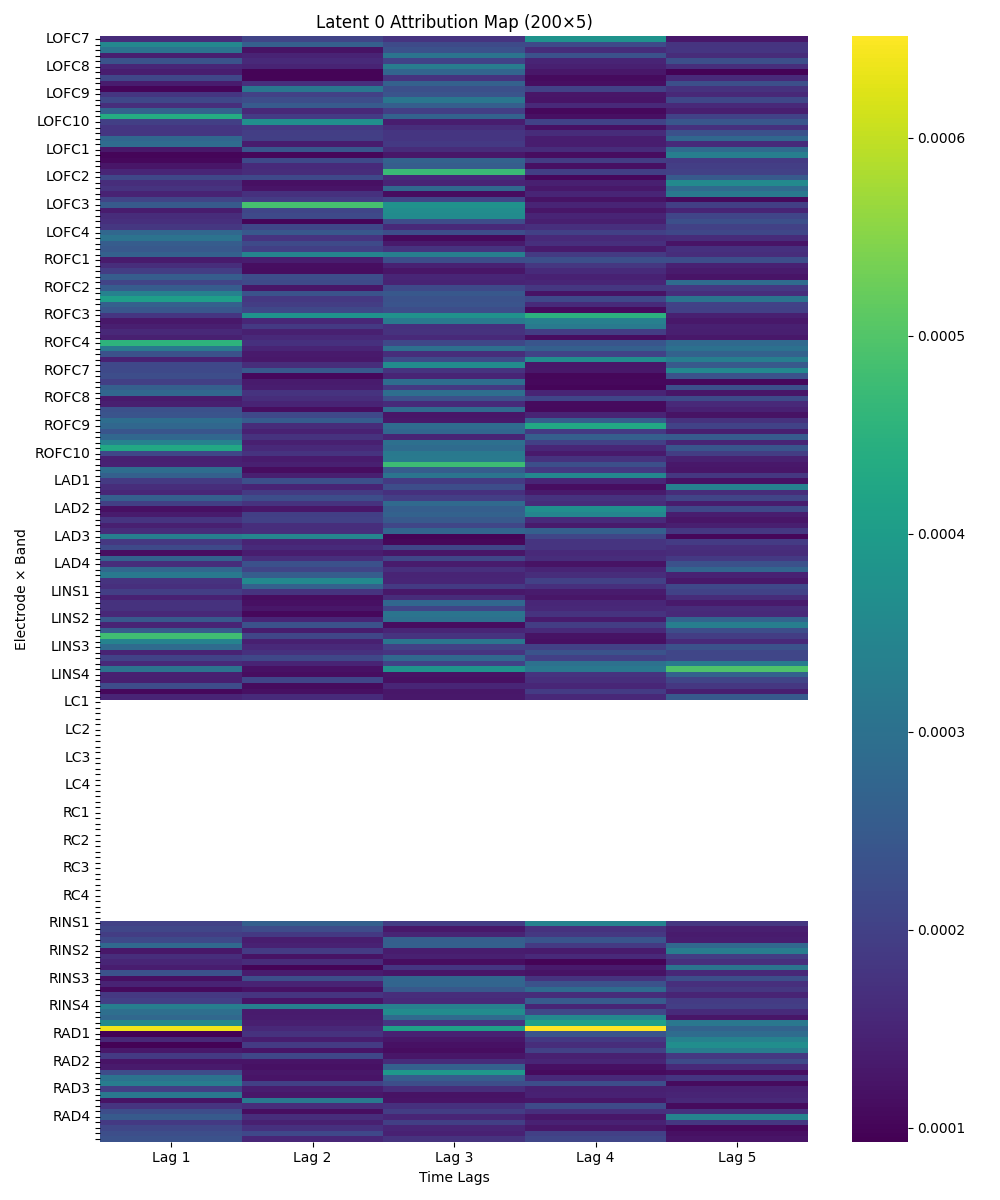 Latent 0 Attribution Map (200×5)
LOFC7
LOFC8
LOFC9
LOFC10
LOFC1
LOFC2
LOFC3
LOFC4
ROFC1
ROFC2
ROFC3
ROFC4
ROFC7
ROFC8
ROFC9
ROFC10
LAD1
LAD2
LAD3
LAD4
LINS1
LINS2
LINS3
LINS4
LC1
LC2
LC3
LC4
RC1
RC2
RC3
RC4
RINS1
RINS2
RINS3
RINS4
RAD1
RAD2
RAD3
RAD4
Electrode × Band
Lag 1 Lag 2 Lag 3 Lag 4 Lag 5
Time Lags
0.0006
0.0005
0.0004
0.0003
0.0002
0.0001